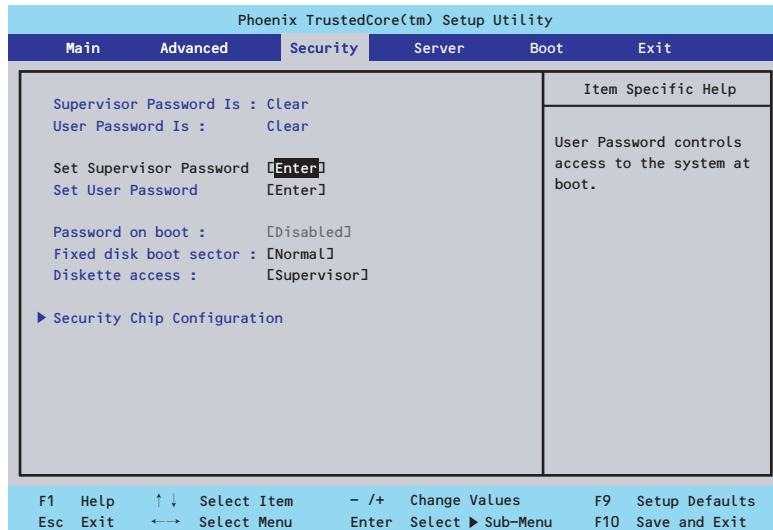 Phoenix TrustedCore(tm) Setup Utility
Main Advanced Security Server Boot Exit
Supervisor Password Is : Clear
User Password Is : Clear
Set Supervisor Password [Enter]
Set User Password [Enter]
Password on boot : [Disabled]
Fixed disk boot sector : [Normal]
Diskette access : [Supervisor]
▶ Security Chip Configuration
Item Specific Help
User Password controls
access to the system at
boot.
F1 Help ↑↓ Select Item − /+ Change Values F9 Setup Defaults
Esc Exit ←→ Select Menu Enter Select ▶ Sub−Menu F10 Save and Exit